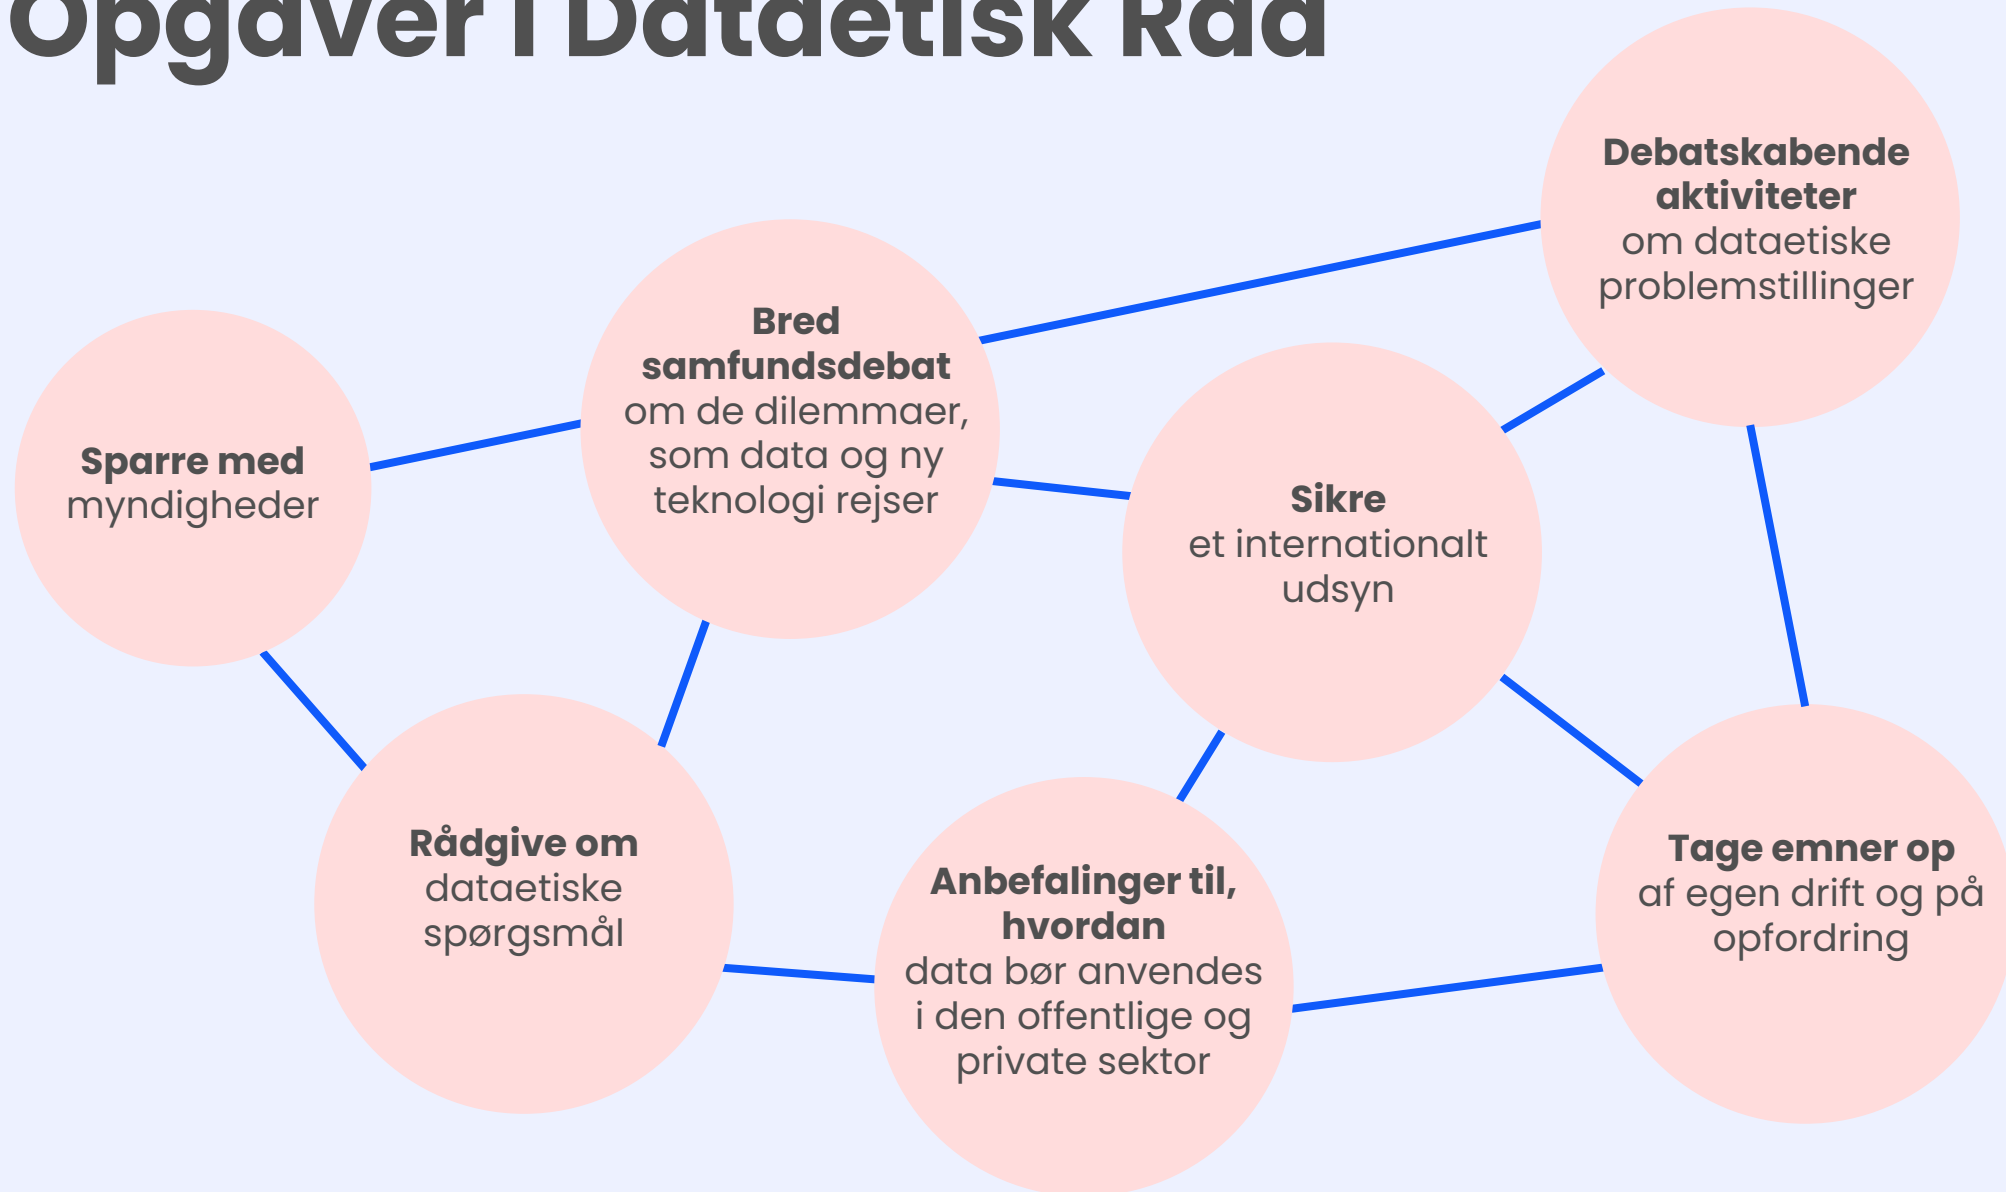 Opgaver i Dataetisk Råd
Debatskabende
aktiviteter
om dataetiske
problemstillinger
Bred
samfundsdebat
om de dilemmaer,
som data og ny
teknologi rejser
Sparre med
myndigheder
Sikre
et internationalt
udsyn
Rådgive om
dataetiske
spørgsmål
Anbefalinger til,
hvordan
data bør anvendes
i den offentlige og
private sektor
Tage emner op
af egen drift og på
opfordring